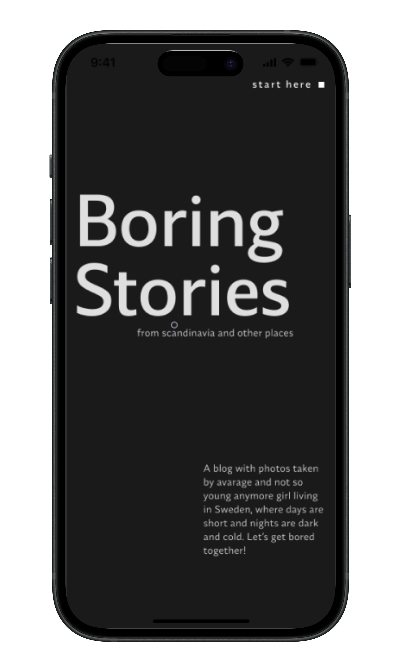 9:41
start here
Boring
Stories
from scandinavia and other places
A blog with photos taken
by avarage and not so
young anymore girl living
in Sweden, where days are
short and nights are dark
and cold. Let's get bored
together!